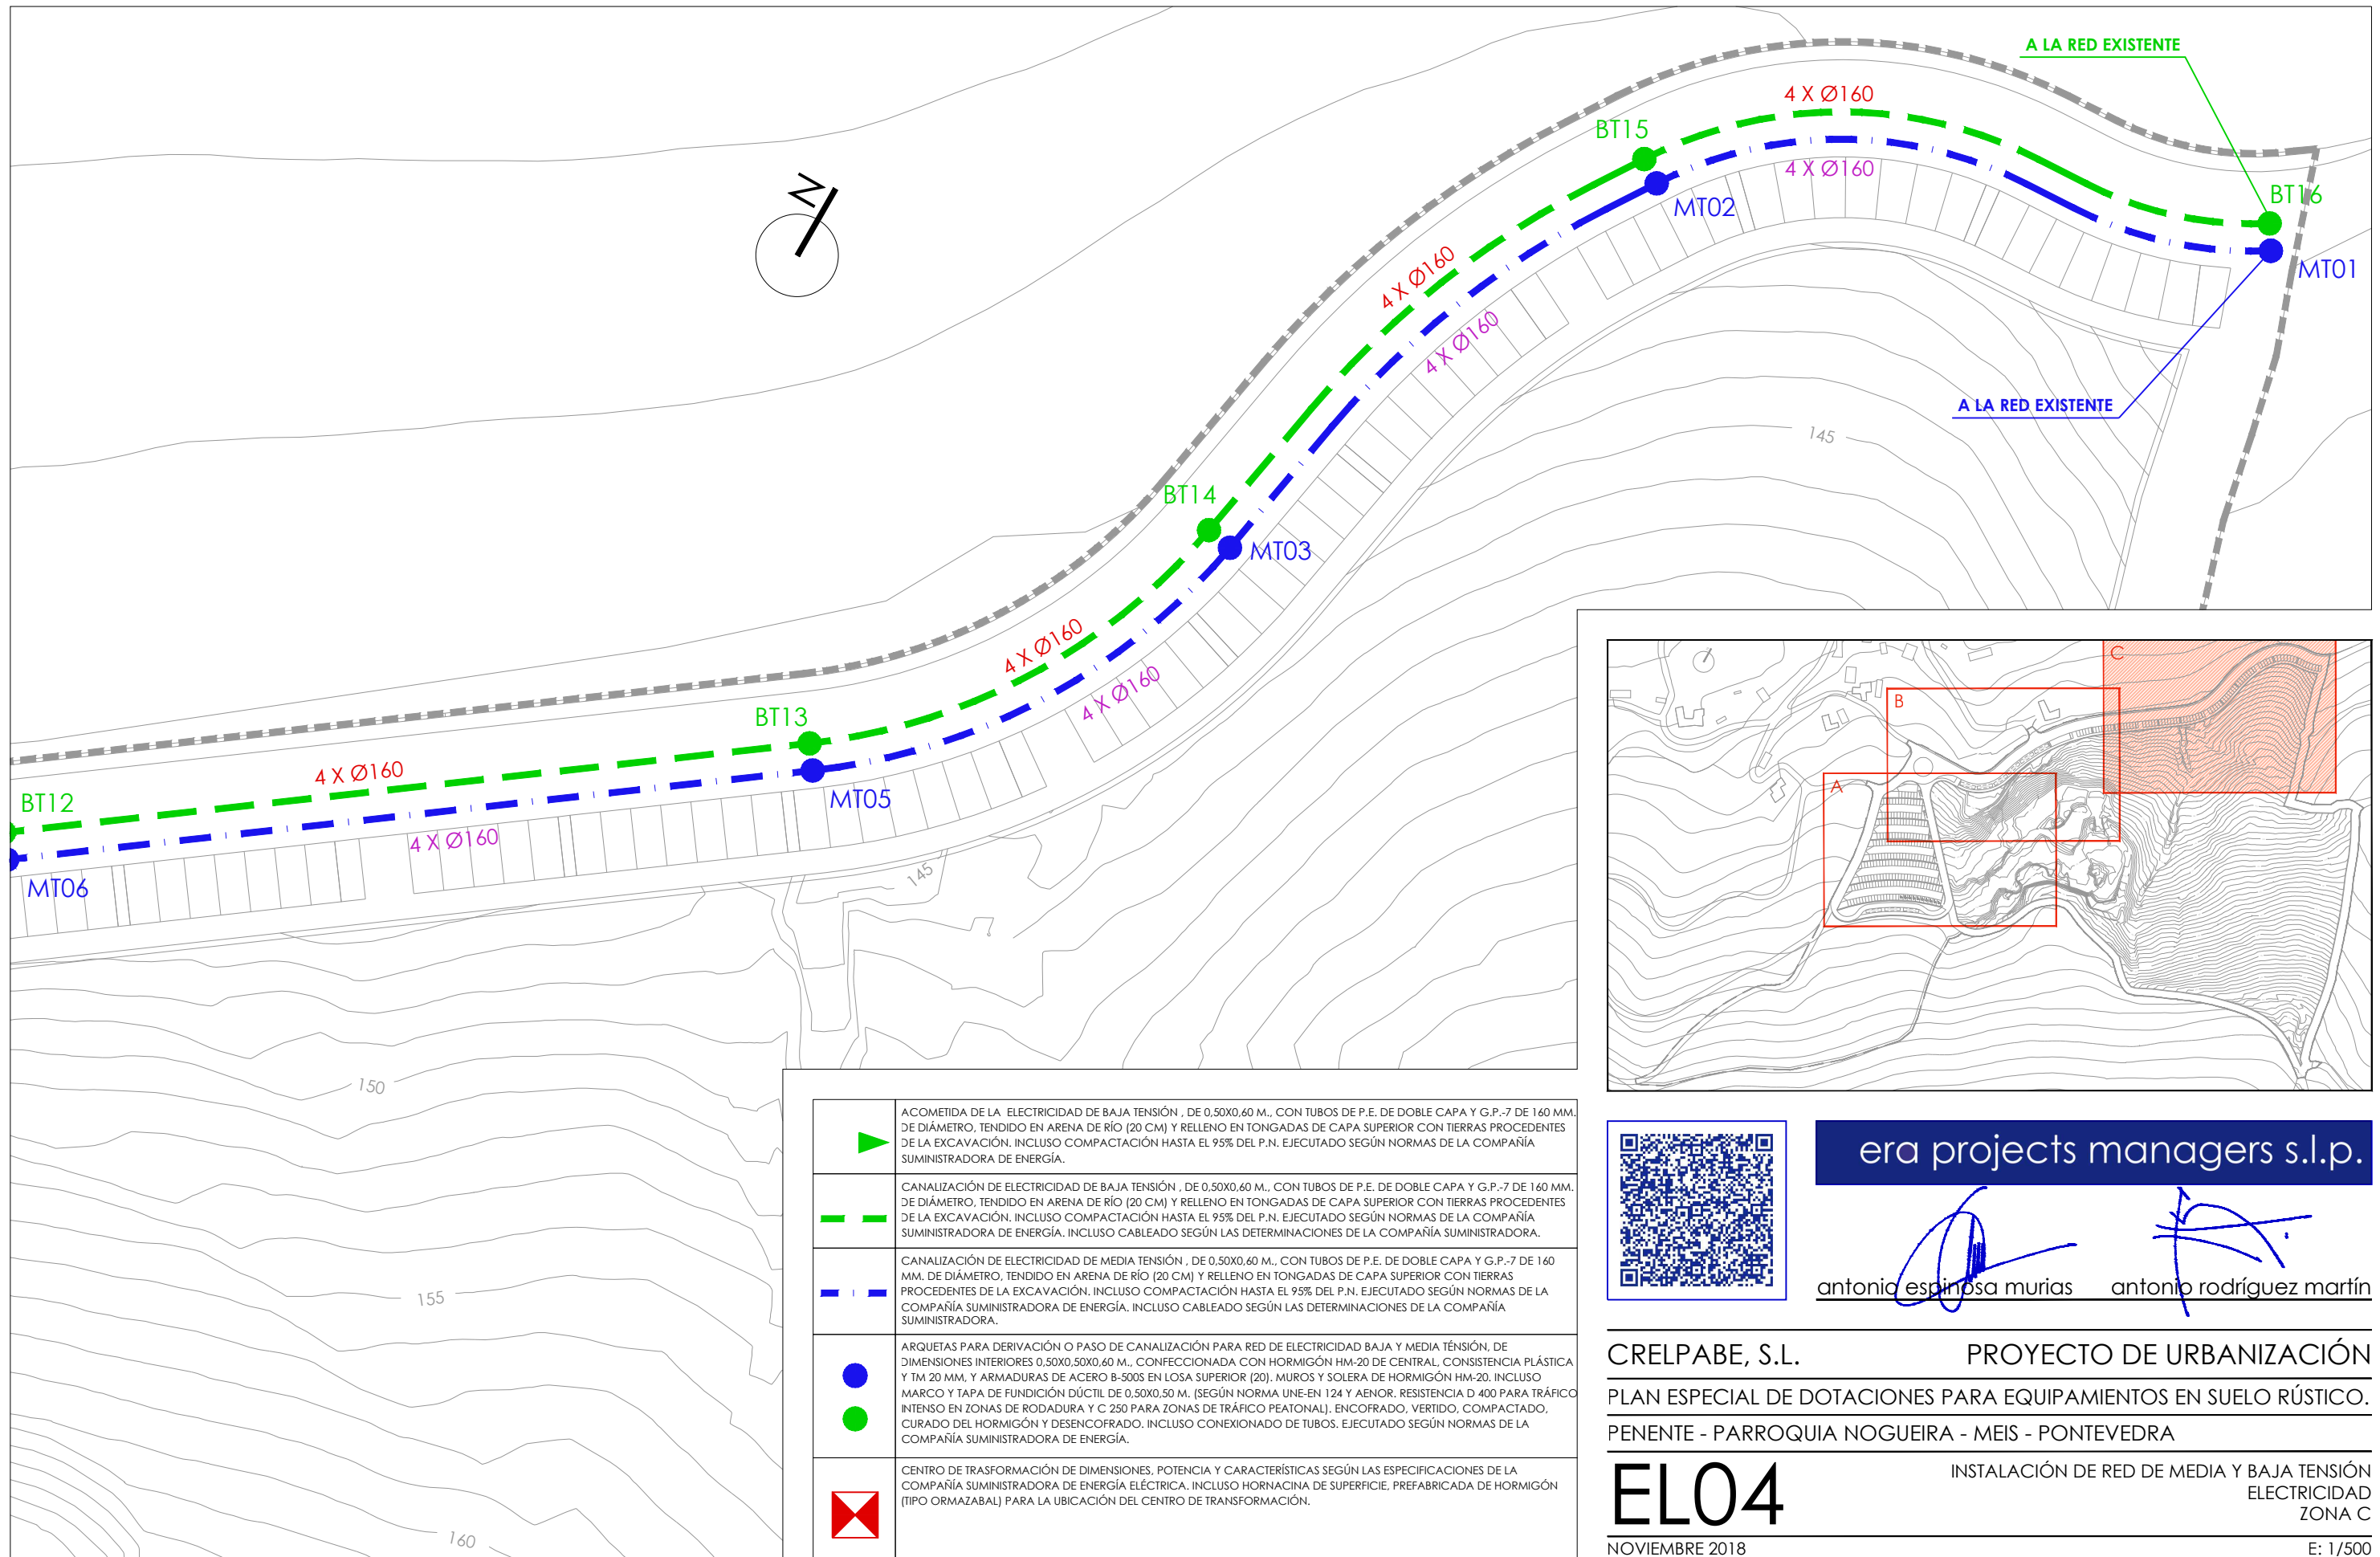 A LA RED EXISTENTE
4 X Ø160
BT15
4 X Ø160
MT02
BT16
MT01
N
4 X Ø160
4 X Ø160
A LA RED EXISTENTE
145
BT14
MT03
4 X Ø160
4 X Ø160
BT13
MT05
4 X Ø160
BT12
4 X Ø160
MT06
145
150
155
160
C
B
A
ACOMETIDA DE LA ELECTRICIDAD DE BAJA TENSIÓN , DE 0,50X0,60 M., CON TUBOS DE P.E. DE DOBLE CAPA Y G.P.-7 DE 160 MM.
DE DIÁMETRO, TENDIDO EN ARENA DE RÍO (20 CM) Y RELLENO EN TONGADAS DE CAPA SUPERIOR CON TIERRAS PROCEDENTES
DE LA EXCAVACIÓN. INCLUSO COMPACTACIÓN HASTA EL 95% DEL P.N. EJECUTADO SEGÚN NORMAS DE LA COMPAÑÍA
SUMINISTRADORA DE ENERGÍA.
CANALIZACIÓN DE ELECTRICIDAD DE BAJA TENSIÓN , DE 0,50X0,60 M., CON TUBOS DE P.E. DE DOBLE CAPA Y G.P.-7 DE 160 MM.
DE DIÁMETRO, TENDIDO EN ARENA DE RÍO (20 CM) Y RELLENO EN TONGADAS DE CAPA SUPERIOR CON TIERRAS PROCEDENTES
DE LA EXCAVACIÓN. INCLUSO COMPACTACIÓN HASTA EL 95% DEL P.N. EJECUTADO SEGÚN NORMAS DE LA COMPAÑÍA
SUMINISTRADORA DE ENERGÍA. INCLUSO CABLEADO SEGÚN LAS DETERMINACIONES DE LA COMPAÑÍA SUMINISTRADORA.
CANALIZACIÓN DE ELECTRICIDAD DE MEDIA TENSIÓN , DE 0,50X0,60 M., CON TUBOS DE P.E. DE DOBLE CAPA Y G.P.-7 DE 160
MM. DE DIÁMETRO, TENDIDO EN ARENA DE RÍO (20 CM) Y RELLENO EN TONGADAS DE CAPA SUPERIOR CON TIERRAS
PROCEDENTES DE LA EXCAVACIÓN. INCLUSO COMPACTACIÓN HASTA EL 95% DEL P.N. EJECUTADO SEGÚN NORMAS DE LA
COMPAÑÍA SUMINISTRADORA DE ENERGÍA. INCLUSO CABLEADO SEGÚN LAS DETERMINACIONES DE LA COMPAÑÍA
SUMINISTRADORA.
ARQUETAS PARA DERIVACIÓN O PASO DE CANALIZACIÓN PARA RED DE ELECTRICIDAD BAJA Y MEDIA TÉNSIÓN, DE
DIMENSIONES INTERIORES 0,50X0,50X0,60 M., CONFECCIONADA CON HORMIGÓN HM-20 DE CENTRAL, CONSISTENCIA PLÁSTICA
Y TM 20 MM, Y ARMADURAS DE ACERO B-500S EN LOSA SUPERIOR (20). MUROS Y SOLERA DE HORMIGÓN HM-20. INCLUSO
MARCO Y TAPA DE FUNDICIÓN DÚCTIL DE 0,50X0,50 M. (SEGÚN NORMA UNE-EN 124 Y AENOR. RESISTENCIA D 400 PARA TRÁFICO
INTENSO EN ZONAS DE RODADURA Y C 250 PARA ZONAS DE TRÁFICO PEATONAL). ENCOFRADO, VERTIDO, COMPACTADO,
CURADO DEL HORMIGÓN Y DESENCOFRADO. INCLUSO CONEXIONADO DE TUBOS. EJECUTADO SEGÚN NORMAS DE LA
COMPAÑÍA SUMINISTRADORA DE ENERGÍA.
CENTRO DE TRASFORMACIÓN DE DIMENSIONES, POTENCIA Y CARACTERÍSTICAS SEGÚN LAS ESPECIFICACIONES DE LA
COMPAÑÍA SUMINISTRADORA DE ENERGÍA ELÉCTRICA. INCLUSO HORNACINA DE SUPERFICIE, PREFABRICADA DE HORMIGÓN
(TIPO ORMAZABAL) PARA LA UBICACIÓN DEL CENTRO DE TRANSFORMACIÓN.
era projects managers s.l.p.
antonio espinosa murias antonio rodríguez martín
CRELPABE, S.L. PROYECTO DE URBANIZACIÓN
PLAN ESPECIAL DE DOTACIONES PARA EQUIPAMIENTOS EN SUELO RÚSTICO.
PENENTE - PARROQUIA NOGUEIRA - MEIS - PONTEVEDRA
EL04
INSTALACIÓN DE RED DE MEDIA Y BAJA TENSIÓN
ELECTRICIDAD
ZONA C
NOVIEMBRE 2018 E: 1/500